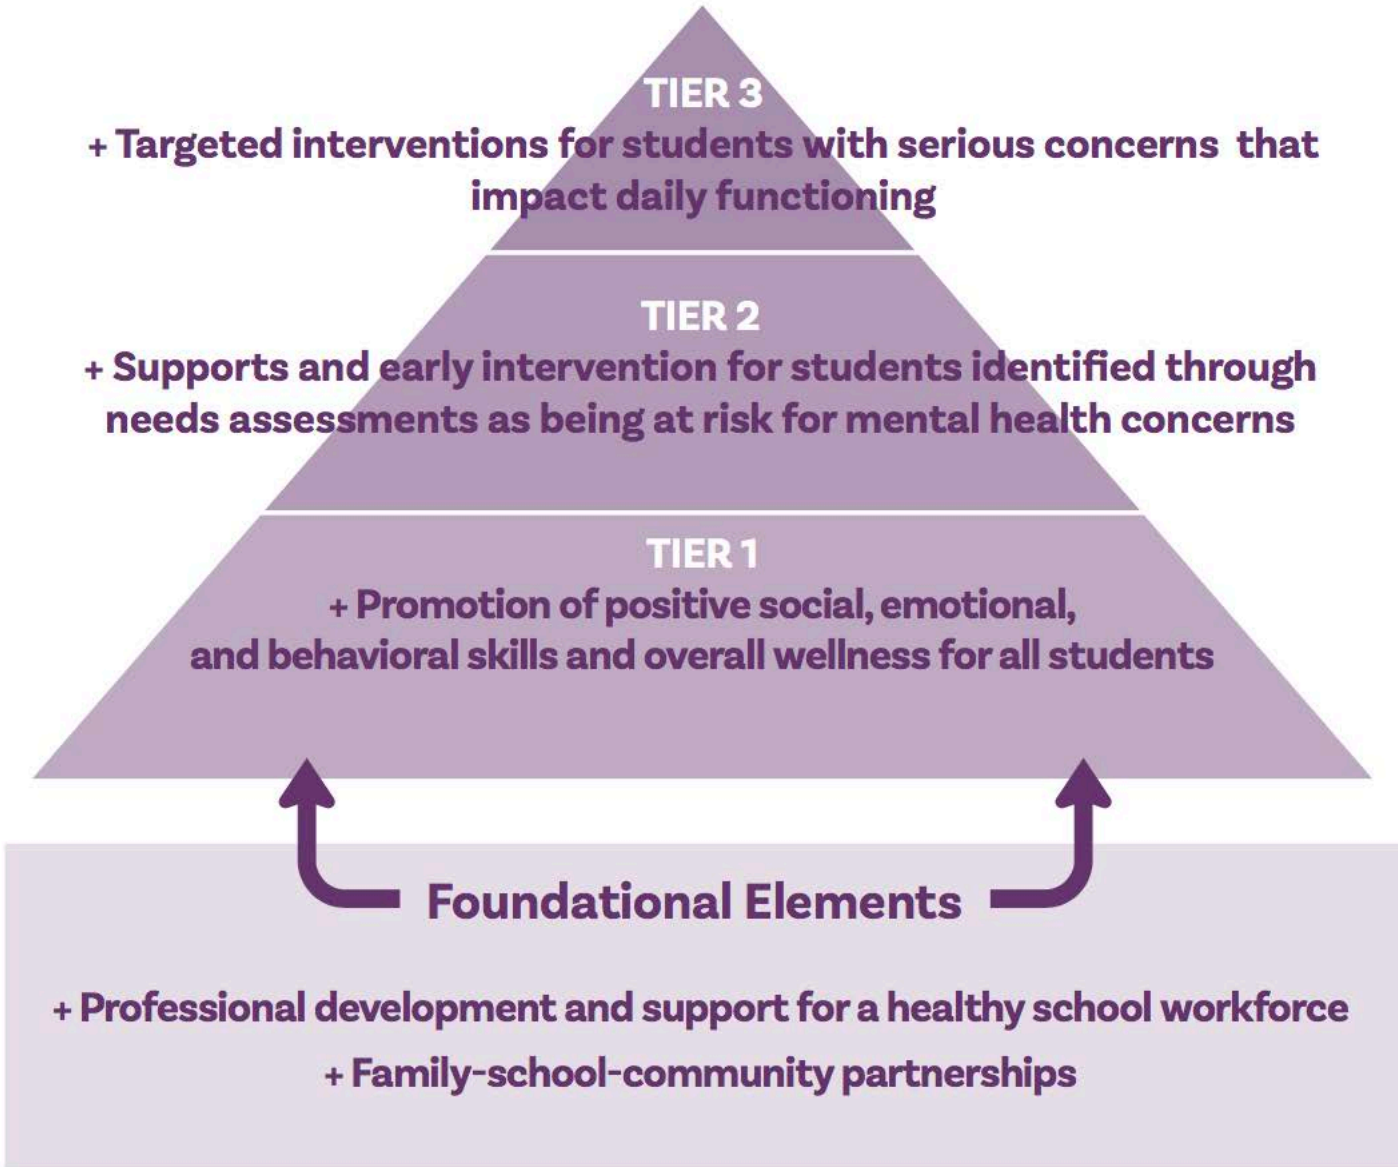 TIER 3
+ Targeted interventions for students with serious concerns that
impact daily functioning
TIER 2
+ Supports and early intervention for students identified through
needs assessments as being at risk for mental health concerns
TIER 1
+ Promotion of positive social, emotional,
and behavioral skills and overall wellness for all students
Foundational Elements
+ Professional development and support for a healthy school workforce
+ Family-school-community partnerships